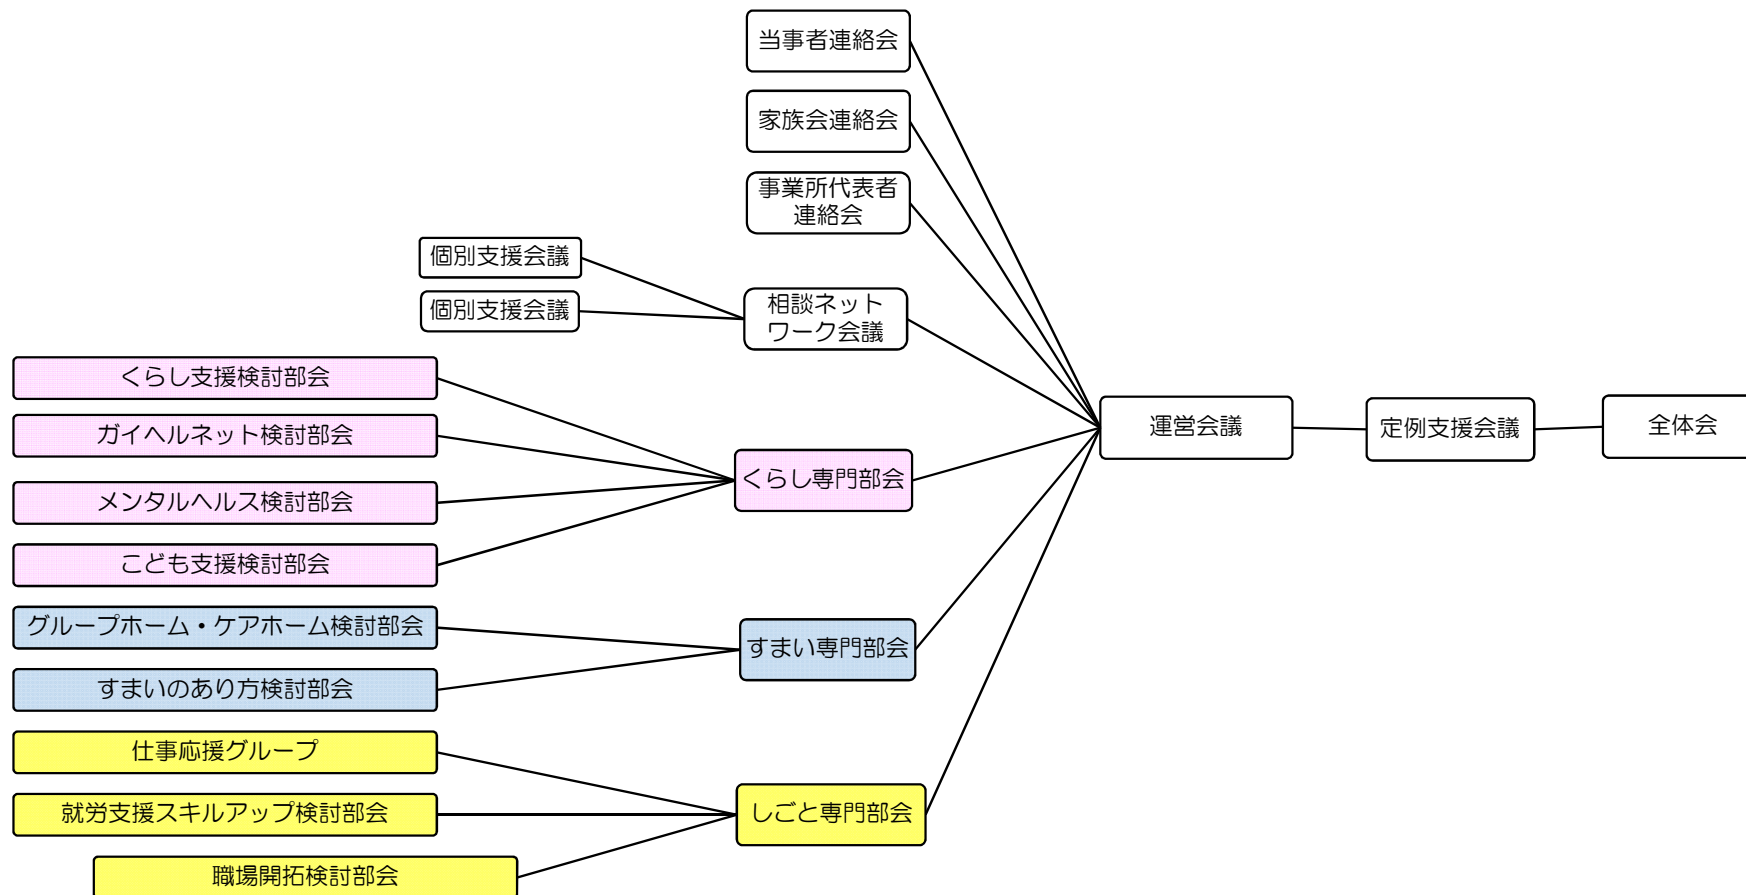 当事者連絡会
家族会連絡会
事業所代表者
連絡会
個別支援会議
個別支援会議
相談ネット
ワーク会議
くらし支援検討部会
ガイヘルネット検討部会
メンタルヘルス検討部会
こども支援検討部会
くらし専門部会
運営会議
定例支援会議
全体会
グループホーム・ケアホーム検討部会
すまいのあり方検討部会
すまい専門部会
仕事応援グループ
就労支援スキルアップ検討部会
職場開拓検討部会
しごと専門部会